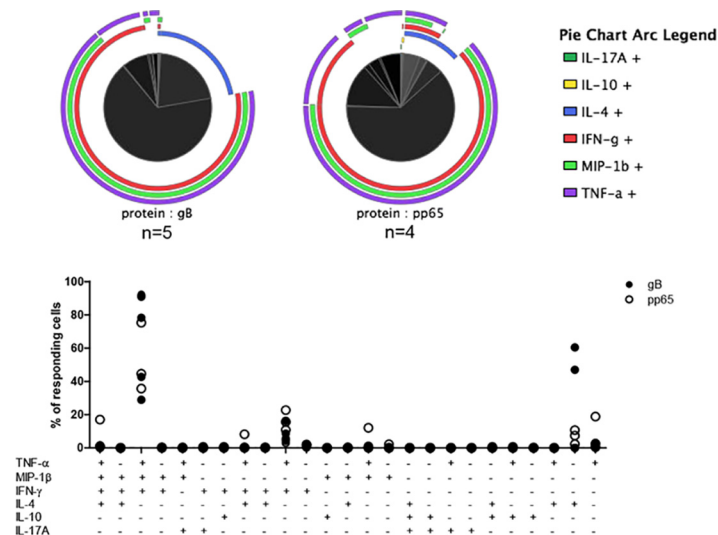 Pie Chart Arc Legend
IL-17A +
IL-10 +
IL-4 +
IFN-g +
MIP-1b +
TNF-a +
protein : gB
n=5
protein : pp65
n=4
gB
pp65
% of responding cells
100
80
60
40
20
0
TNF-α + - + - + - - + - + - - - + - - - + - - + - + - +
MIP-1β + + + + + - - - - - - + + + + - - - - - - - - - -
IFN-γ + + + + - + + + + + + - - - - - - - - - - - - - -
IL-4 + + - - - - - + + - - - + - - + - - - + - - + + -
IL-10 - - - - - - + - - - - + - - - + + - - + + + - - -
IL-17A - - - - + + - - - - - - - - - + + + + - - - - - -